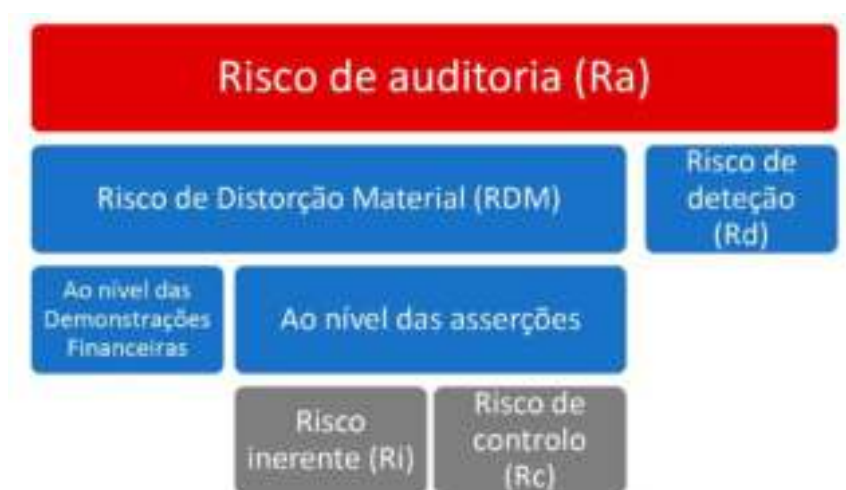 Risco de auditoria (Ra)
Risco de Distorção Material (RDM)
Risco de
deteção
(Rd)
Ao nível das
Demonstrações
Financeiras
Ao nível das asserções
Risco
inerente (Ri)
Risco de
controlo
(Rc)